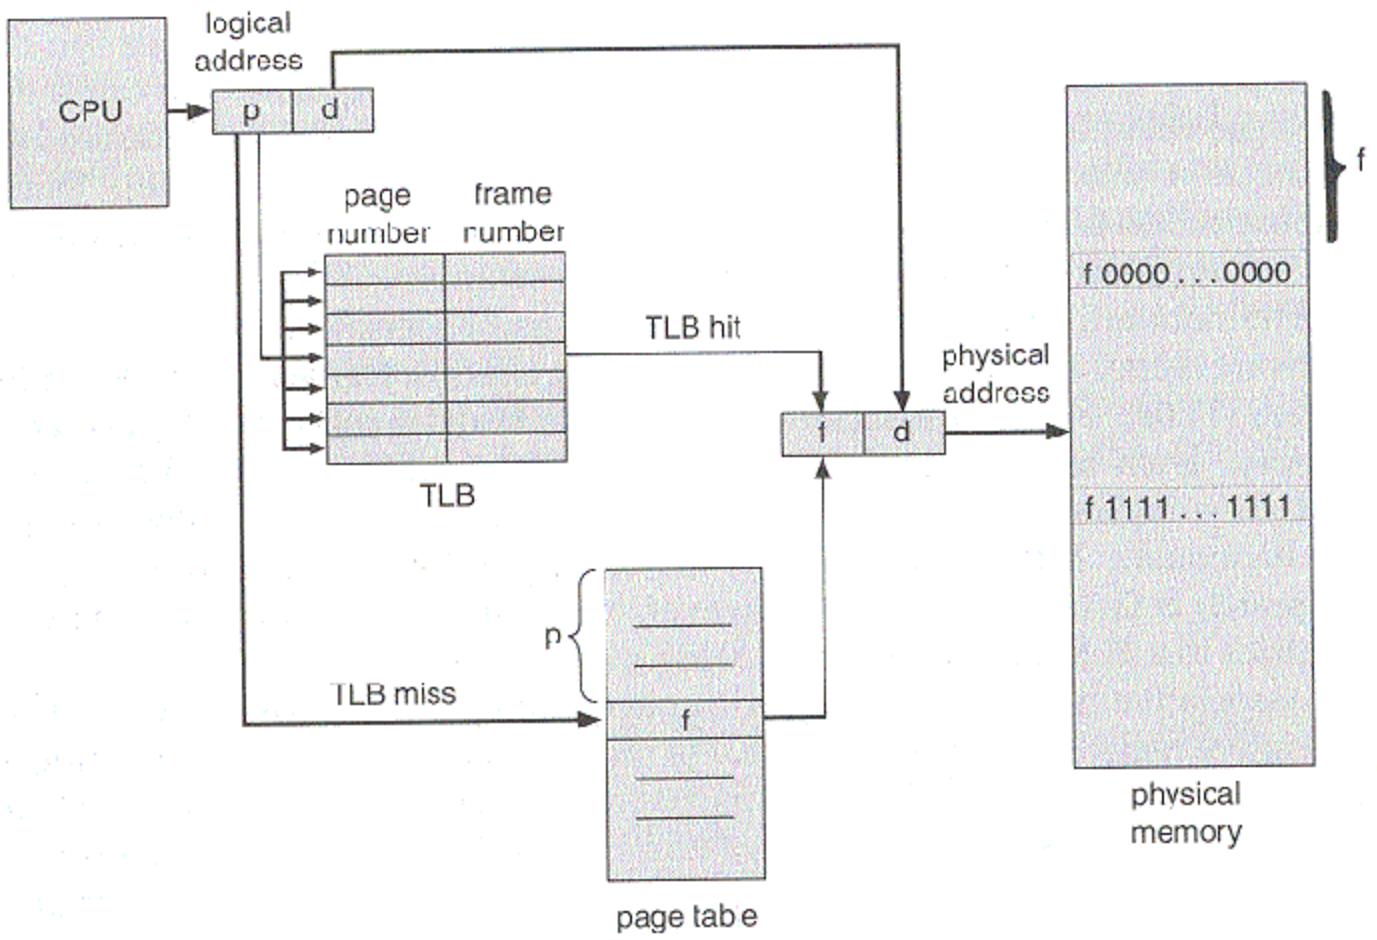 logical
address
CPU
p
d
page
number
frame
number
TLB hit
TLB
physical
address
f
d
f 0000 . . . 0000
f 1111 . . . 1111
f
p
TLB miss
f
page table
physical
memory